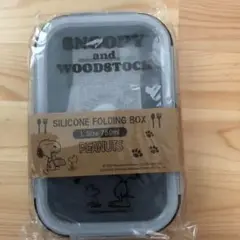 SNOOPY
and
WOODSTOCK
SILICONE FOLDING BOX
PEANUTS